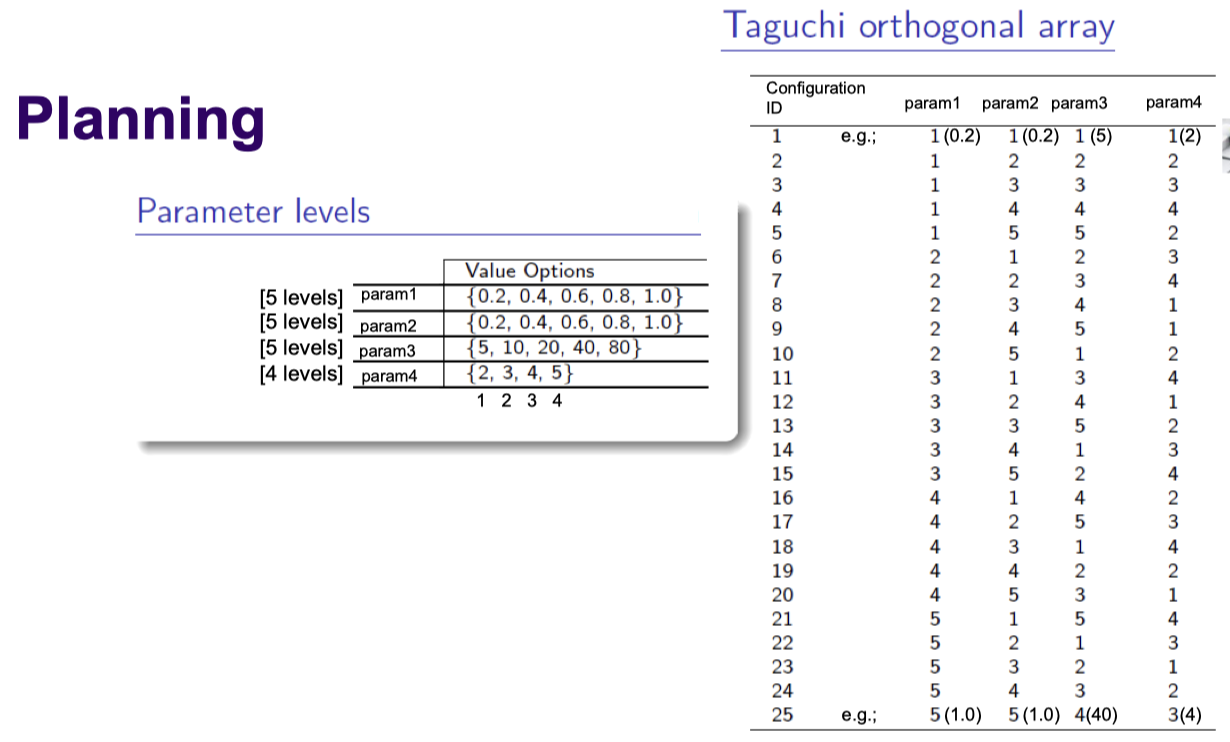 Taguchi orthogonal array
Planning
Parameter levels
Value Options
[5 levels] param1 {0.2, 0.4, 0.6, 0.8, 1.0}
[5 levels] param2 {0.2, 0.4, 0.6, 0.8, 1.0}
[5 levels] param3 {5, 10, 20, 40, 80}
[4 levels] param4 {2, 3, 4, 5}
1 2 3 4
Configuration
ID param1 param2 param3 param4
1 e.g.; 1 (0.2) 1 (0.2) 1 (5) 1(2)
2 1 2 2 2
3 1 3 3 3
4 1 4 4 4
5 1 5 5 2
6 2 1 2 3
7 2 2 3 4
8 2 3 4 1
9 2 4 5 1
10 2 5 1 2
11 3 1 3 4
12 3 2 4 1
13 3 3 5 2
14 3 4 1 3
15 3 5 2 4
16 4 1 4 2
17 4 2 5 3
18 4 3 1 4
19 4 4 2 2
20 4 5 3 1
21 5 1 5 4
22 5 2 1 3
23 5 3 2 1
24 5 4 3 2
25 e.g.; 5 (1.0) 5 (1.0) 4(40) 3(4)